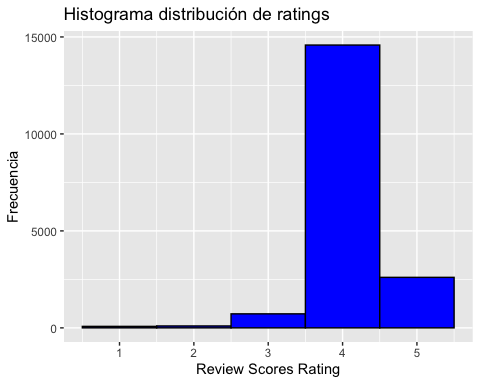 Histograma distribución de ratings
15000
10000
5000
0
Frecuencia
1 2 3 4 5
Review Scores Rating